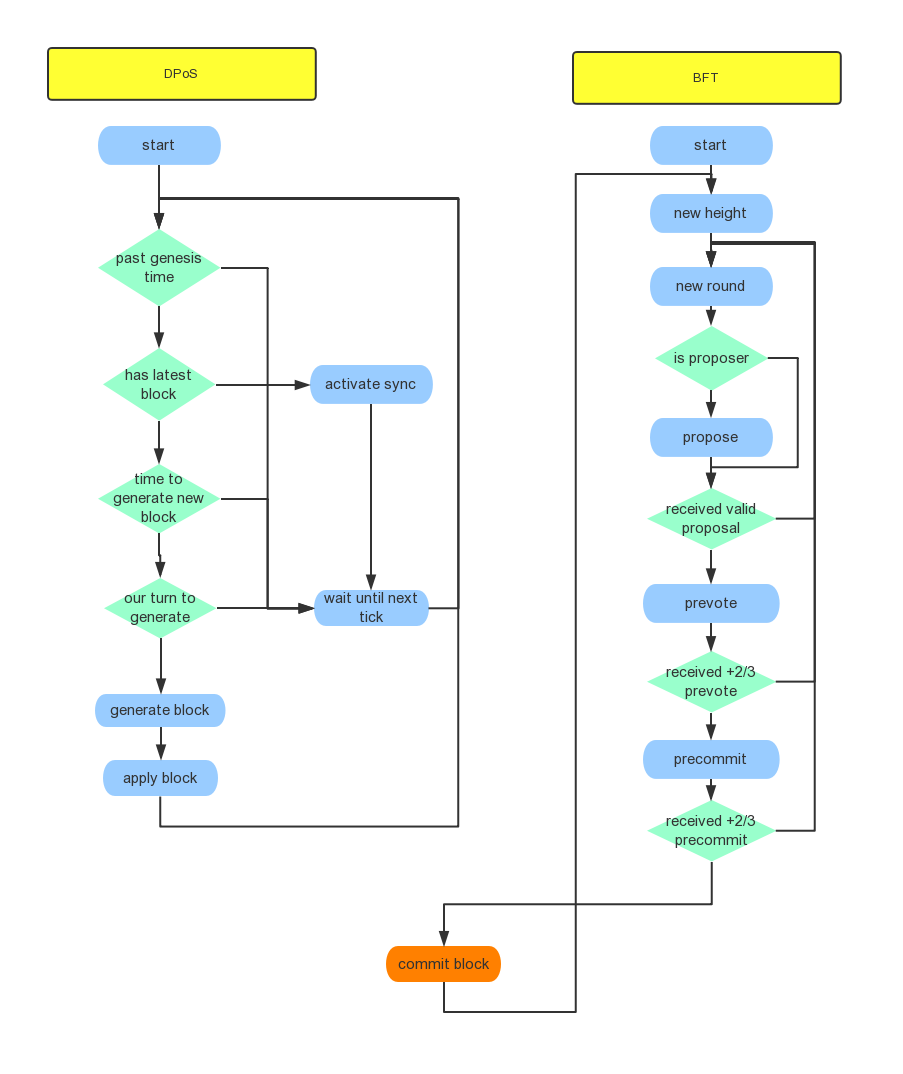 DPoS
start
past genesis
time
has latest
block
activate sync
time to
generate new
block
our turn to
generate
wait until next
tick
generate block
apply block
BFT
start
new height
new round
is proposer
propose
received valid
proposal
prevote
received +2/3
prevote
precommit
received +2/3
precommit
commit block